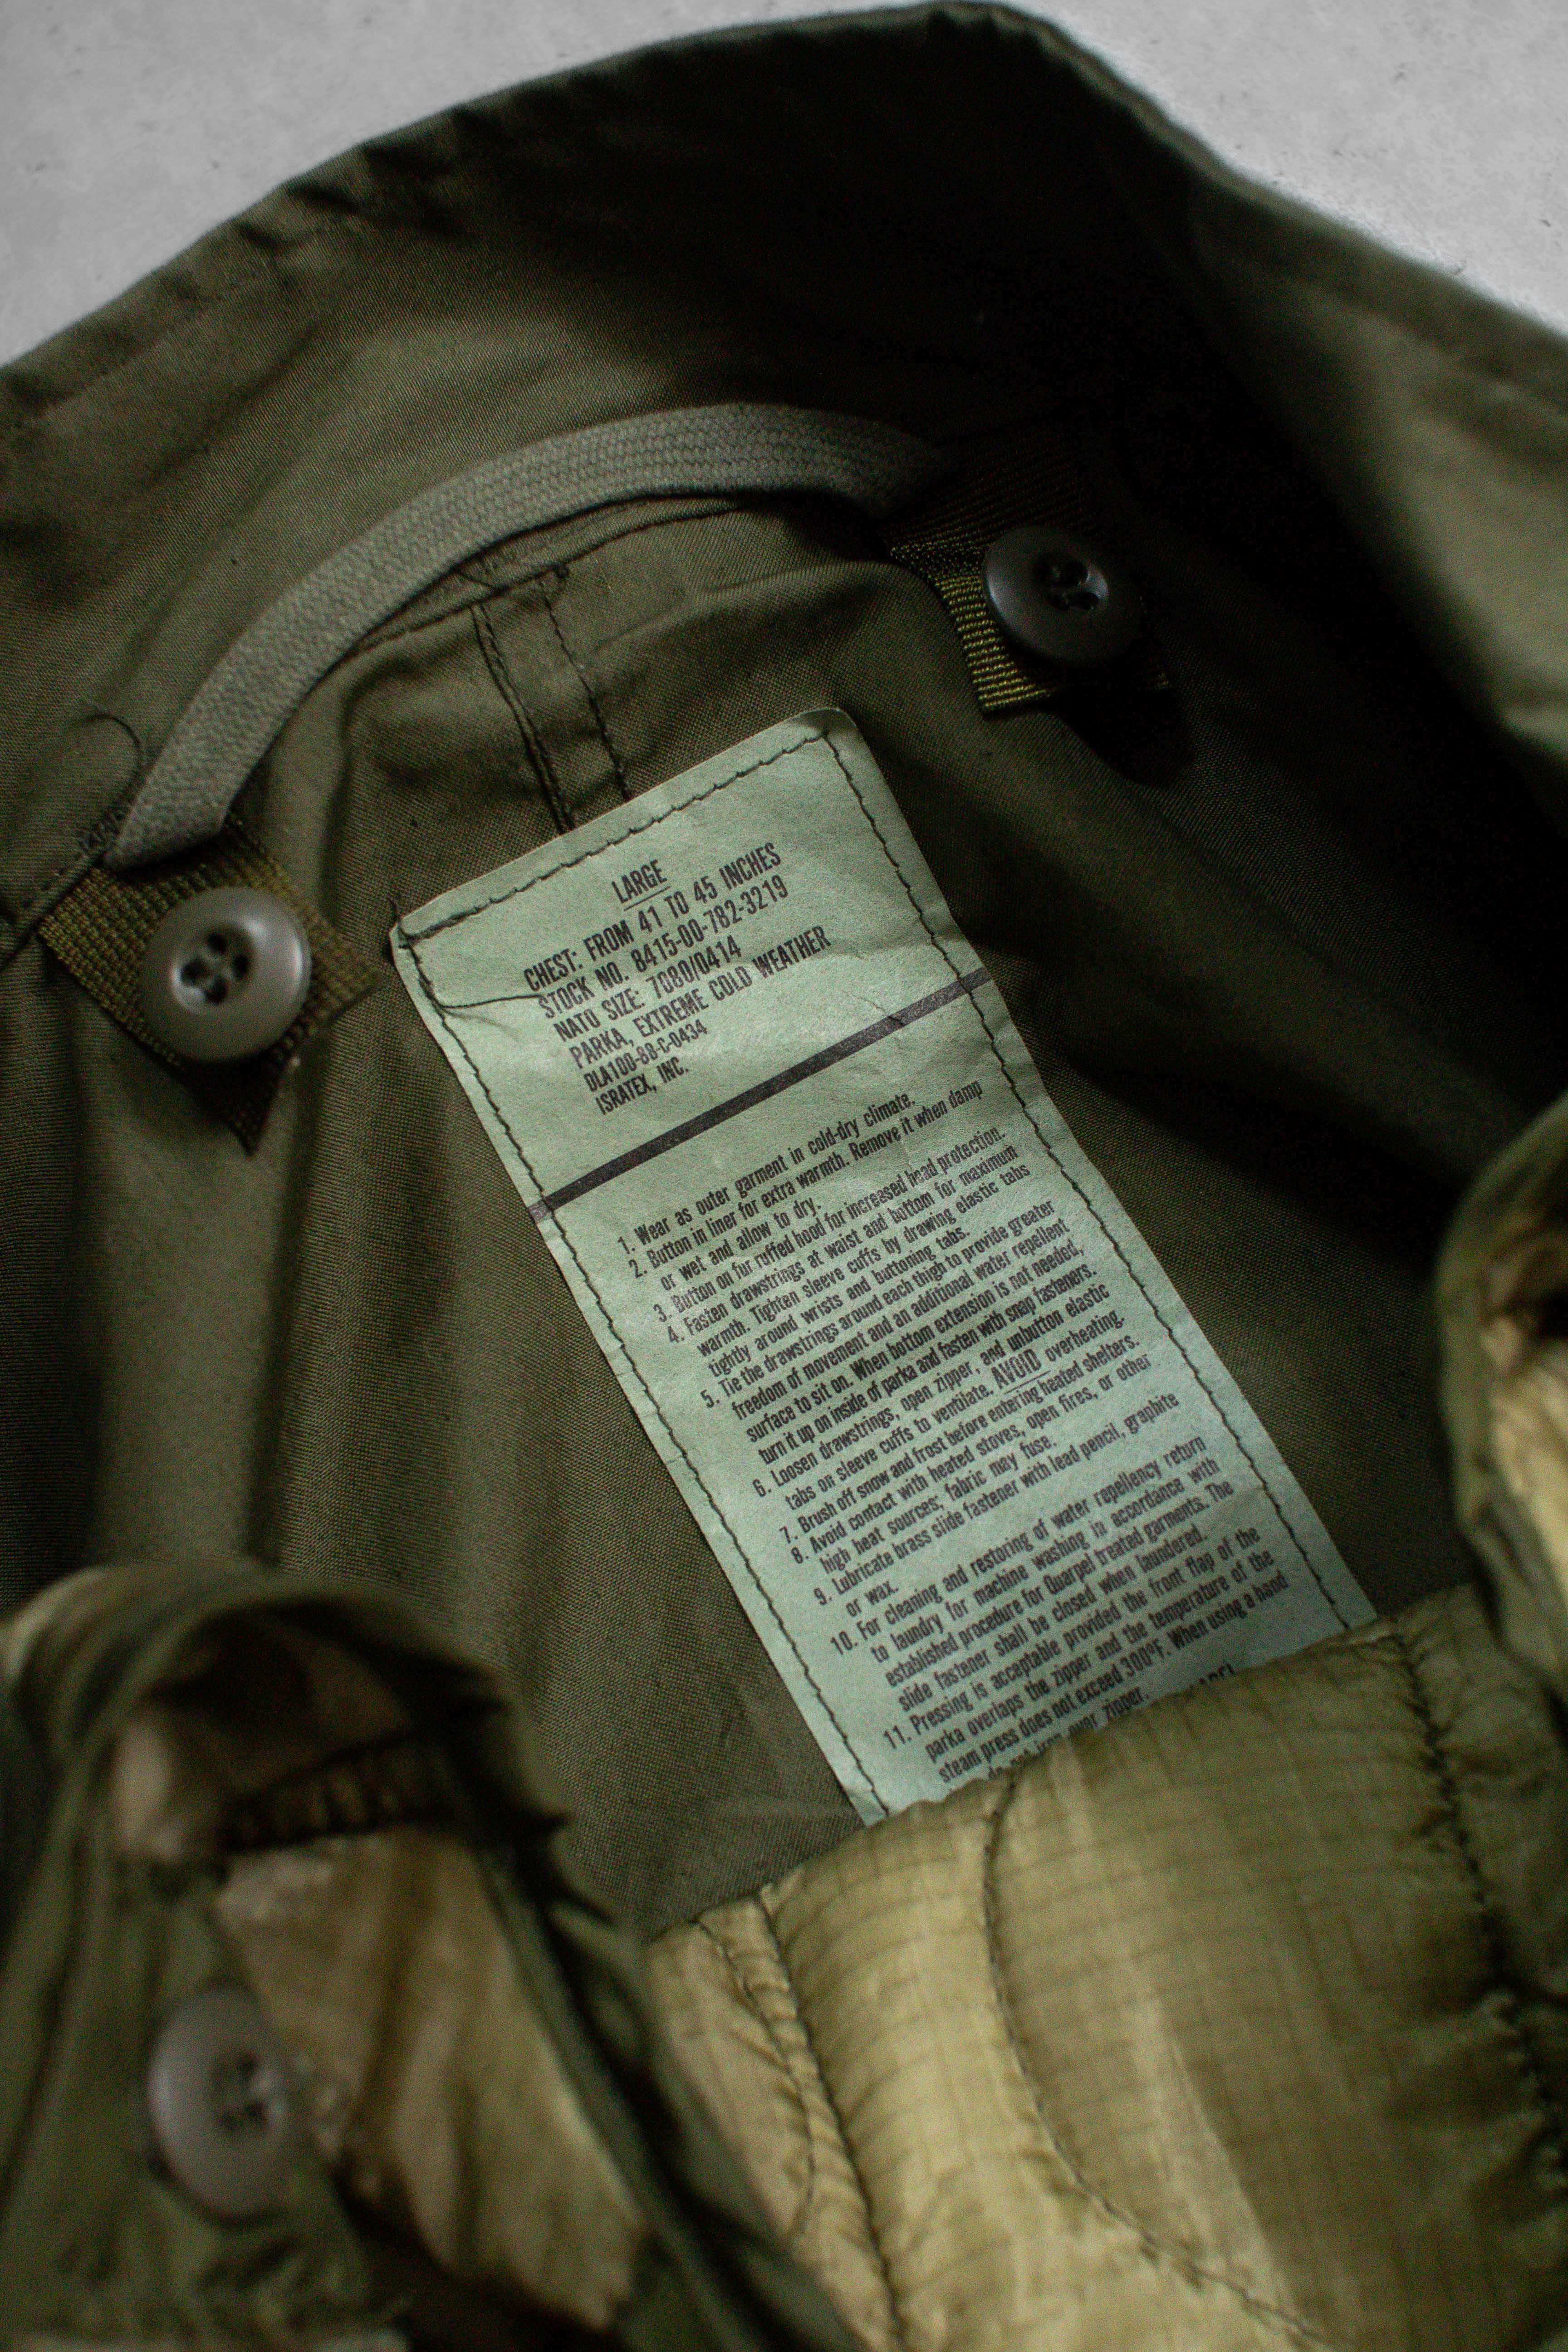 LARGE
CHEST: FROM 41 TO 45 INCHES
STOCK NO. 8415-00-782-3219
NATO SIZE: 7080/0414
PARKA, EXTREME COLD WEATHER
DLA100-88-C-0434
ISRATEX, INC.
1. Wear as outer garment in cold-dry climate.
2. Button in liner for extra warmth. Remove it when damp
or wet and allow to dry.
3. Button on fur ruffed hood for increased head protection.
4. Fasten drawstrings at waist and bottom for maximum
warmth. Tighten sleeve cuffs by drawing elastic tabs
tightly around wrists and buttoning tabs.
5. Tie the drawstrings around each thigh to provide greater
freedom of movement and an additional water repellent
surface to sit on. When bottom extension is not needed,
turn it up on inside of parka and fasten with snap fasteners.
6. Loosen drawstrings, open zipper, and unbutton elastic
tabs on sleeve cuffs to ventilate. AVOID overheating.
7. Brush off snow and frost before entering heated shelters.
8. Avoid contact with heated stoves, open fires, or other
high heat sources; fabric may fuse.
9. Lubricate brass slide fastener with lead pencil, graphite
or wax.
10. For cleaning and restoring of water repellency return
to laundry for machine washing in accordance with
established procedure for Quarpel treated garments. The
slide fastener shall be closed when laundered.
11. Pressing is acceptable provided the front flap of the
parka overlaps the zipper and the temperature of the
steam press does not exceed 300°F. When using a hand
do not iron over zipper.